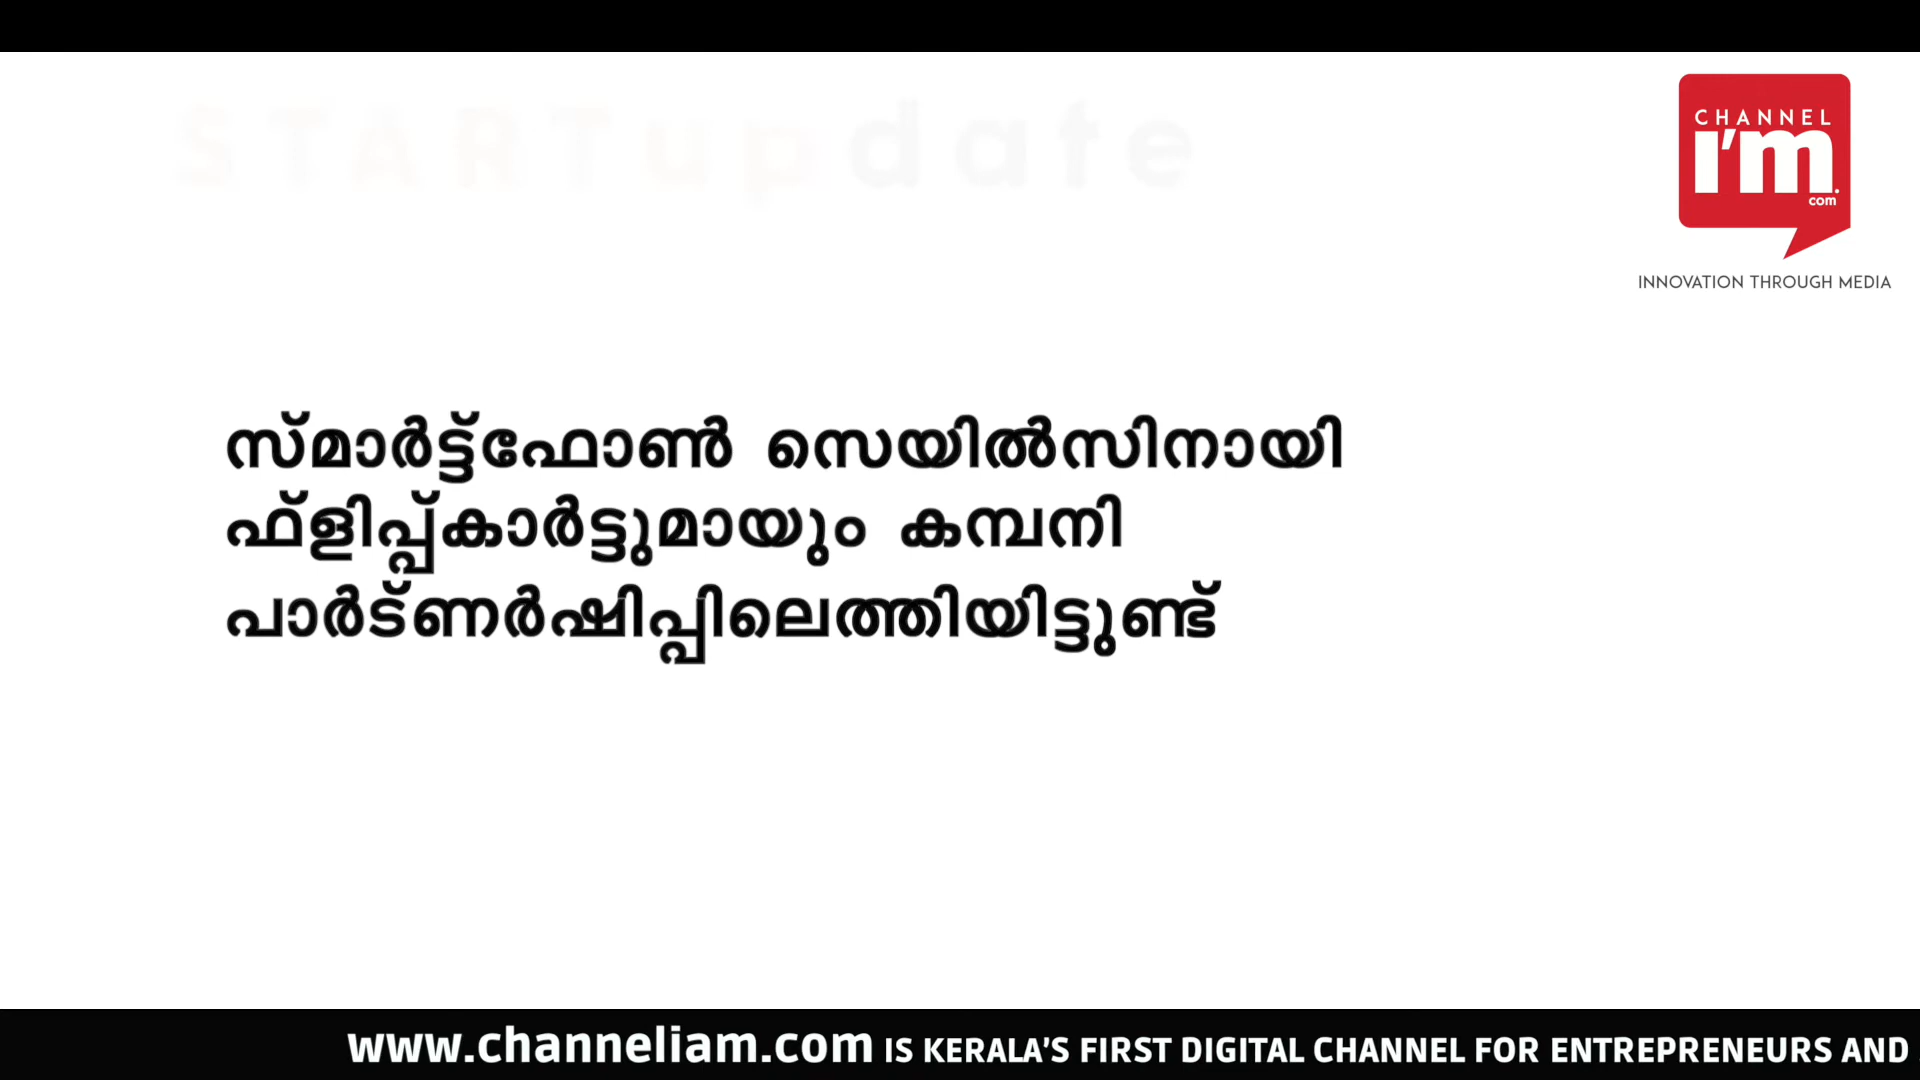 STARTupdate
CHANNEL
I'm.
com
INNOVATION THROUGH MEDIA
സ്മാർട്ട്ഫോൺ സെയിൽസിനായി
ഫ്ളിപ്പ്കാർട്ടുമായും കമ്പനി
പാർട്ണർഷിപ്പിലെത്തിയിട്ടുണ്ട്
www.channeliam.com IS KERALA'S FIRST DIGITAL CHANNEL FOR ENTREPRENEURS AND